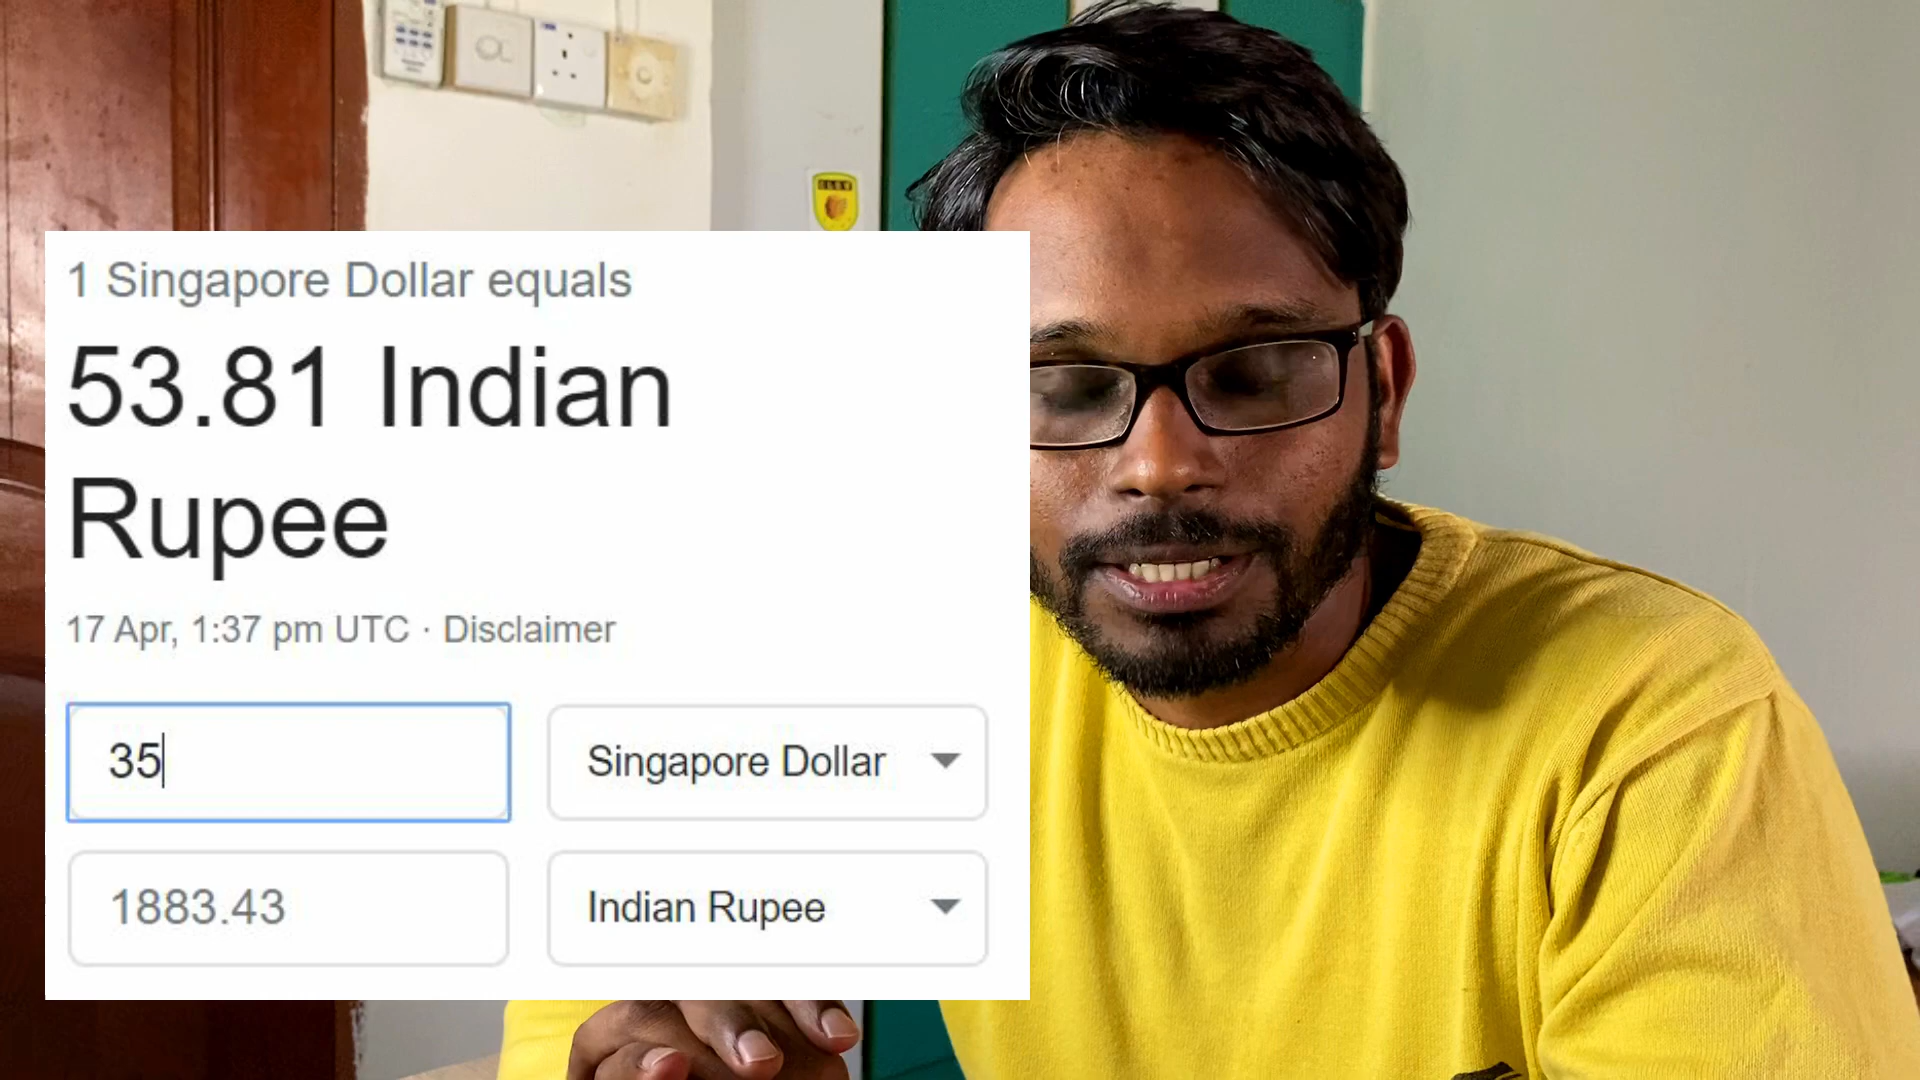 1 Singapore Dollar equals
53.81 Indian
Rupee
17 Apr, 1:37 pm UTC · Disclaimer
35
Singapore Dollar
1883.43
Indian Rupee